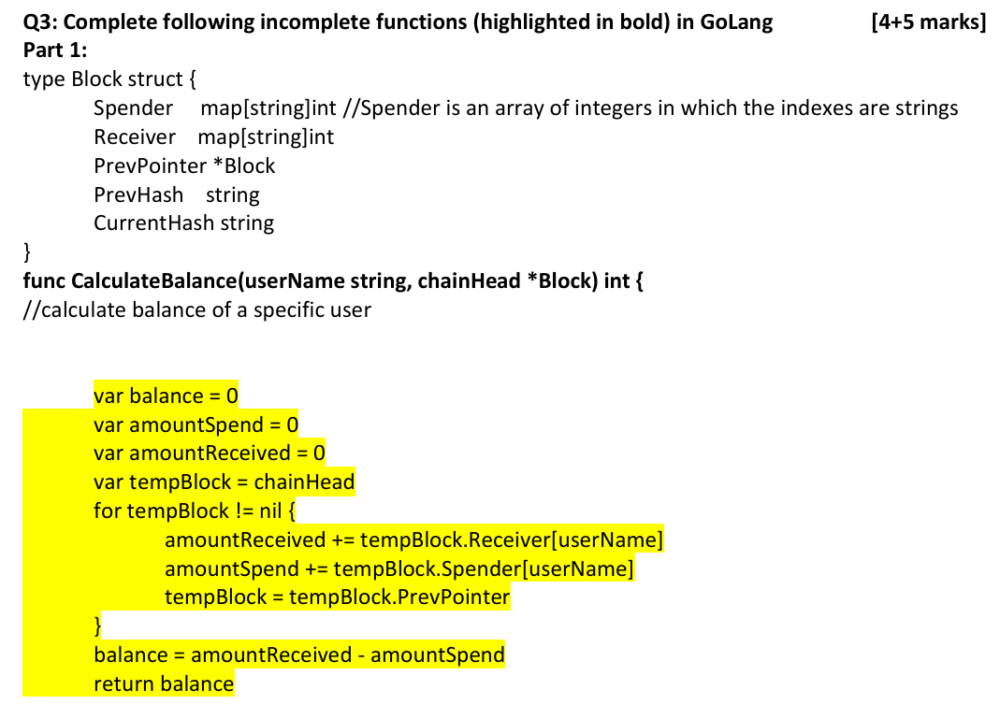 Q3: Complete following incomplete functions (highlighted in bold) in GoLang [4+5 marks]
Part 1:
type Block struct {
Spender map[string]int //Spender is an array of integers in which the indexes are strings
Receiver map[string]int
PrevPointer *Block
PrevHash string
CurrentHash string
}
func CalculateBalance(userName string, chainHead *Block) int {
//calculate balance of a specific user
var balance = 0
var amountSpend = 0
var amountReceived = 0
var tempBlock = chainHead
for tempBlock != nil {
amountReceived += tempBlock.Receiver[userName]
amountSpend += tempBlock.Spender[userName]
tempBlock = tempBlock.PrevPointer
}
balance = amountReceived - amountSpend
return balance